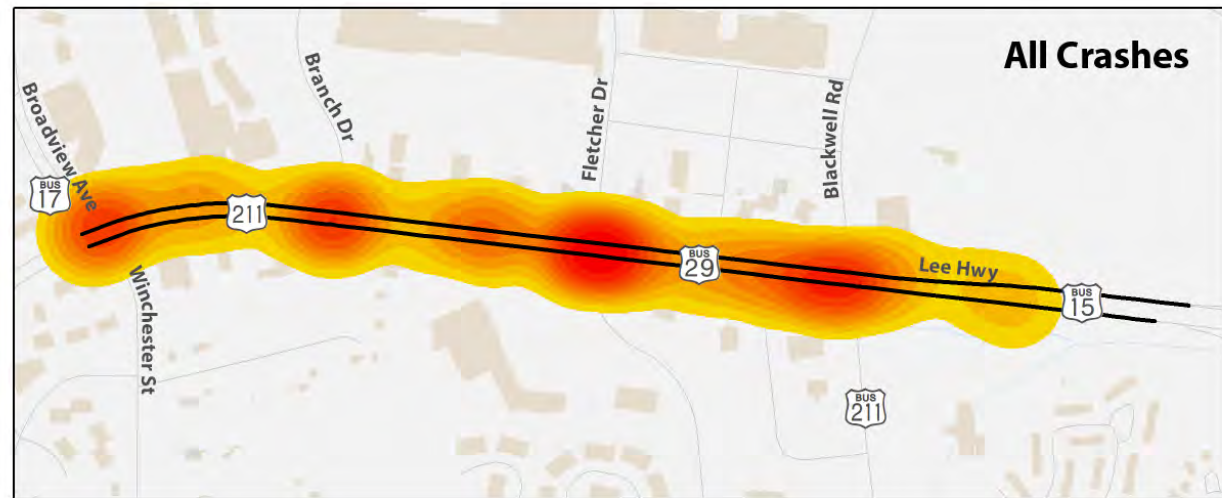 All Crashes
Broadview Ave
Branch Dr
Fletcher Dr
Blackwell Rd
BUS
17
211
Winchester St
BUS
29
Lee Hwy
BUS
15
BUS
211